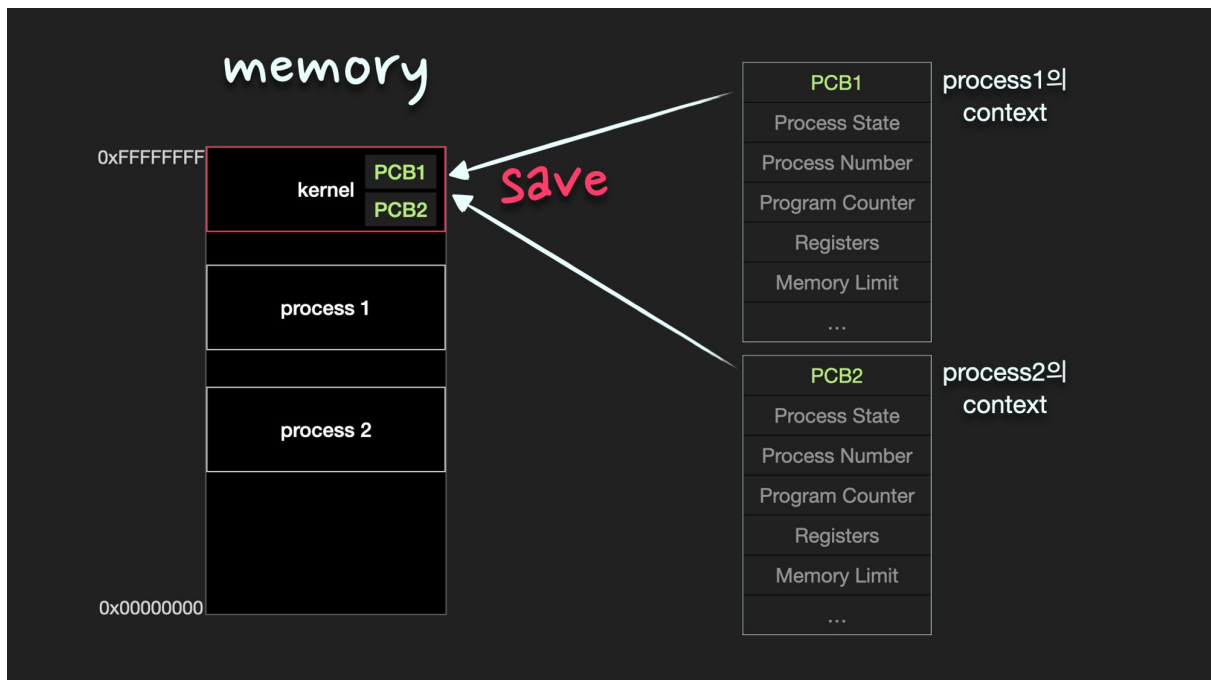 memory
0xFFFFFFFF
kernel
PCB1
PCB2
save
process 1
process 2
0x00000000
PCB1
Process State
Process Number
Program Counter
Registers
Memory Limit
...
process1의
context
PCB2
Process State
Process Number
Program Counter
Registers
Memory Limit
...
process2의
context